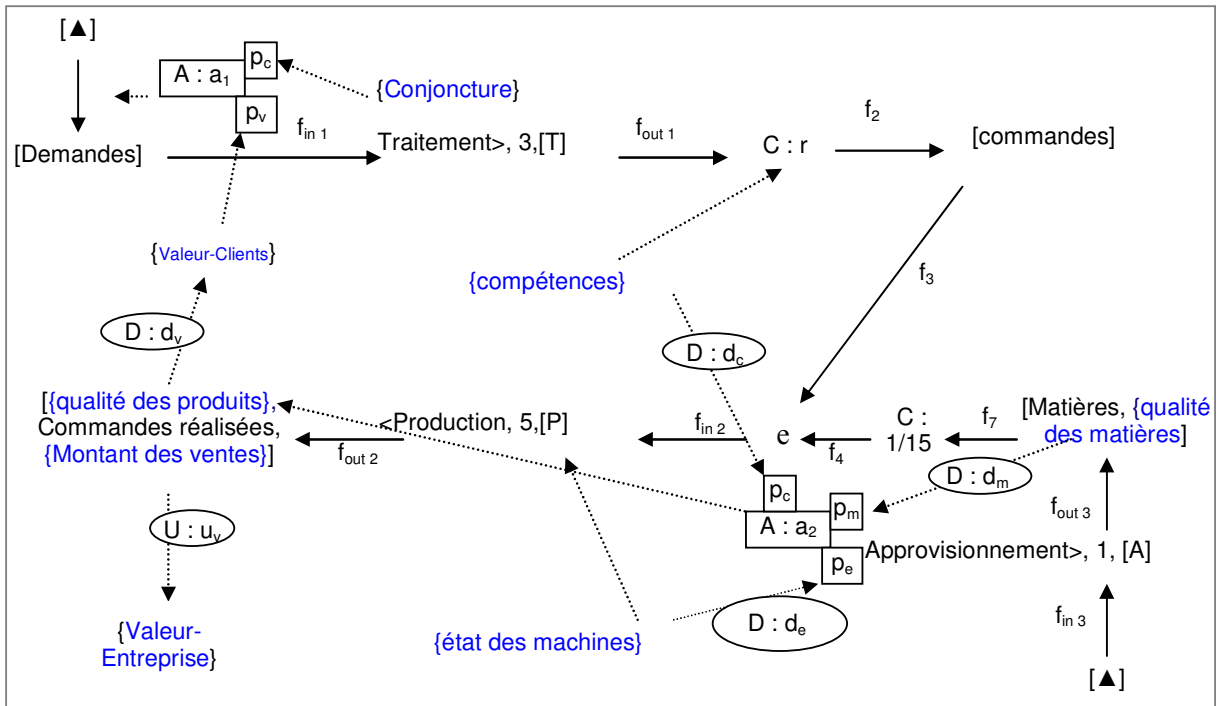 [▲]
A : a1
pc
pv
{Conjoncture}
[Demandes]
fin 1
Traitement>, 3,[T]
fout 1
C : r
f2
[commandes]
{Valeur-Clients}
{compétences}
f3
D : dv
D : dc
[{qualité des produits},
Commandes réalisées,
{Montant des ventes}]
fout 2
<Production, 5,[P]
fin 2
e
f4
C :
1/15
f7
[Matières, {qualité
des matières}]
D : dm
pc
pm
A : a2
pe
fout 3
Approvisionnement>, 1, [A]
U : uv
{Valeur-
Entreprise}
{état des machines}
D : de
fin 3
[▲]